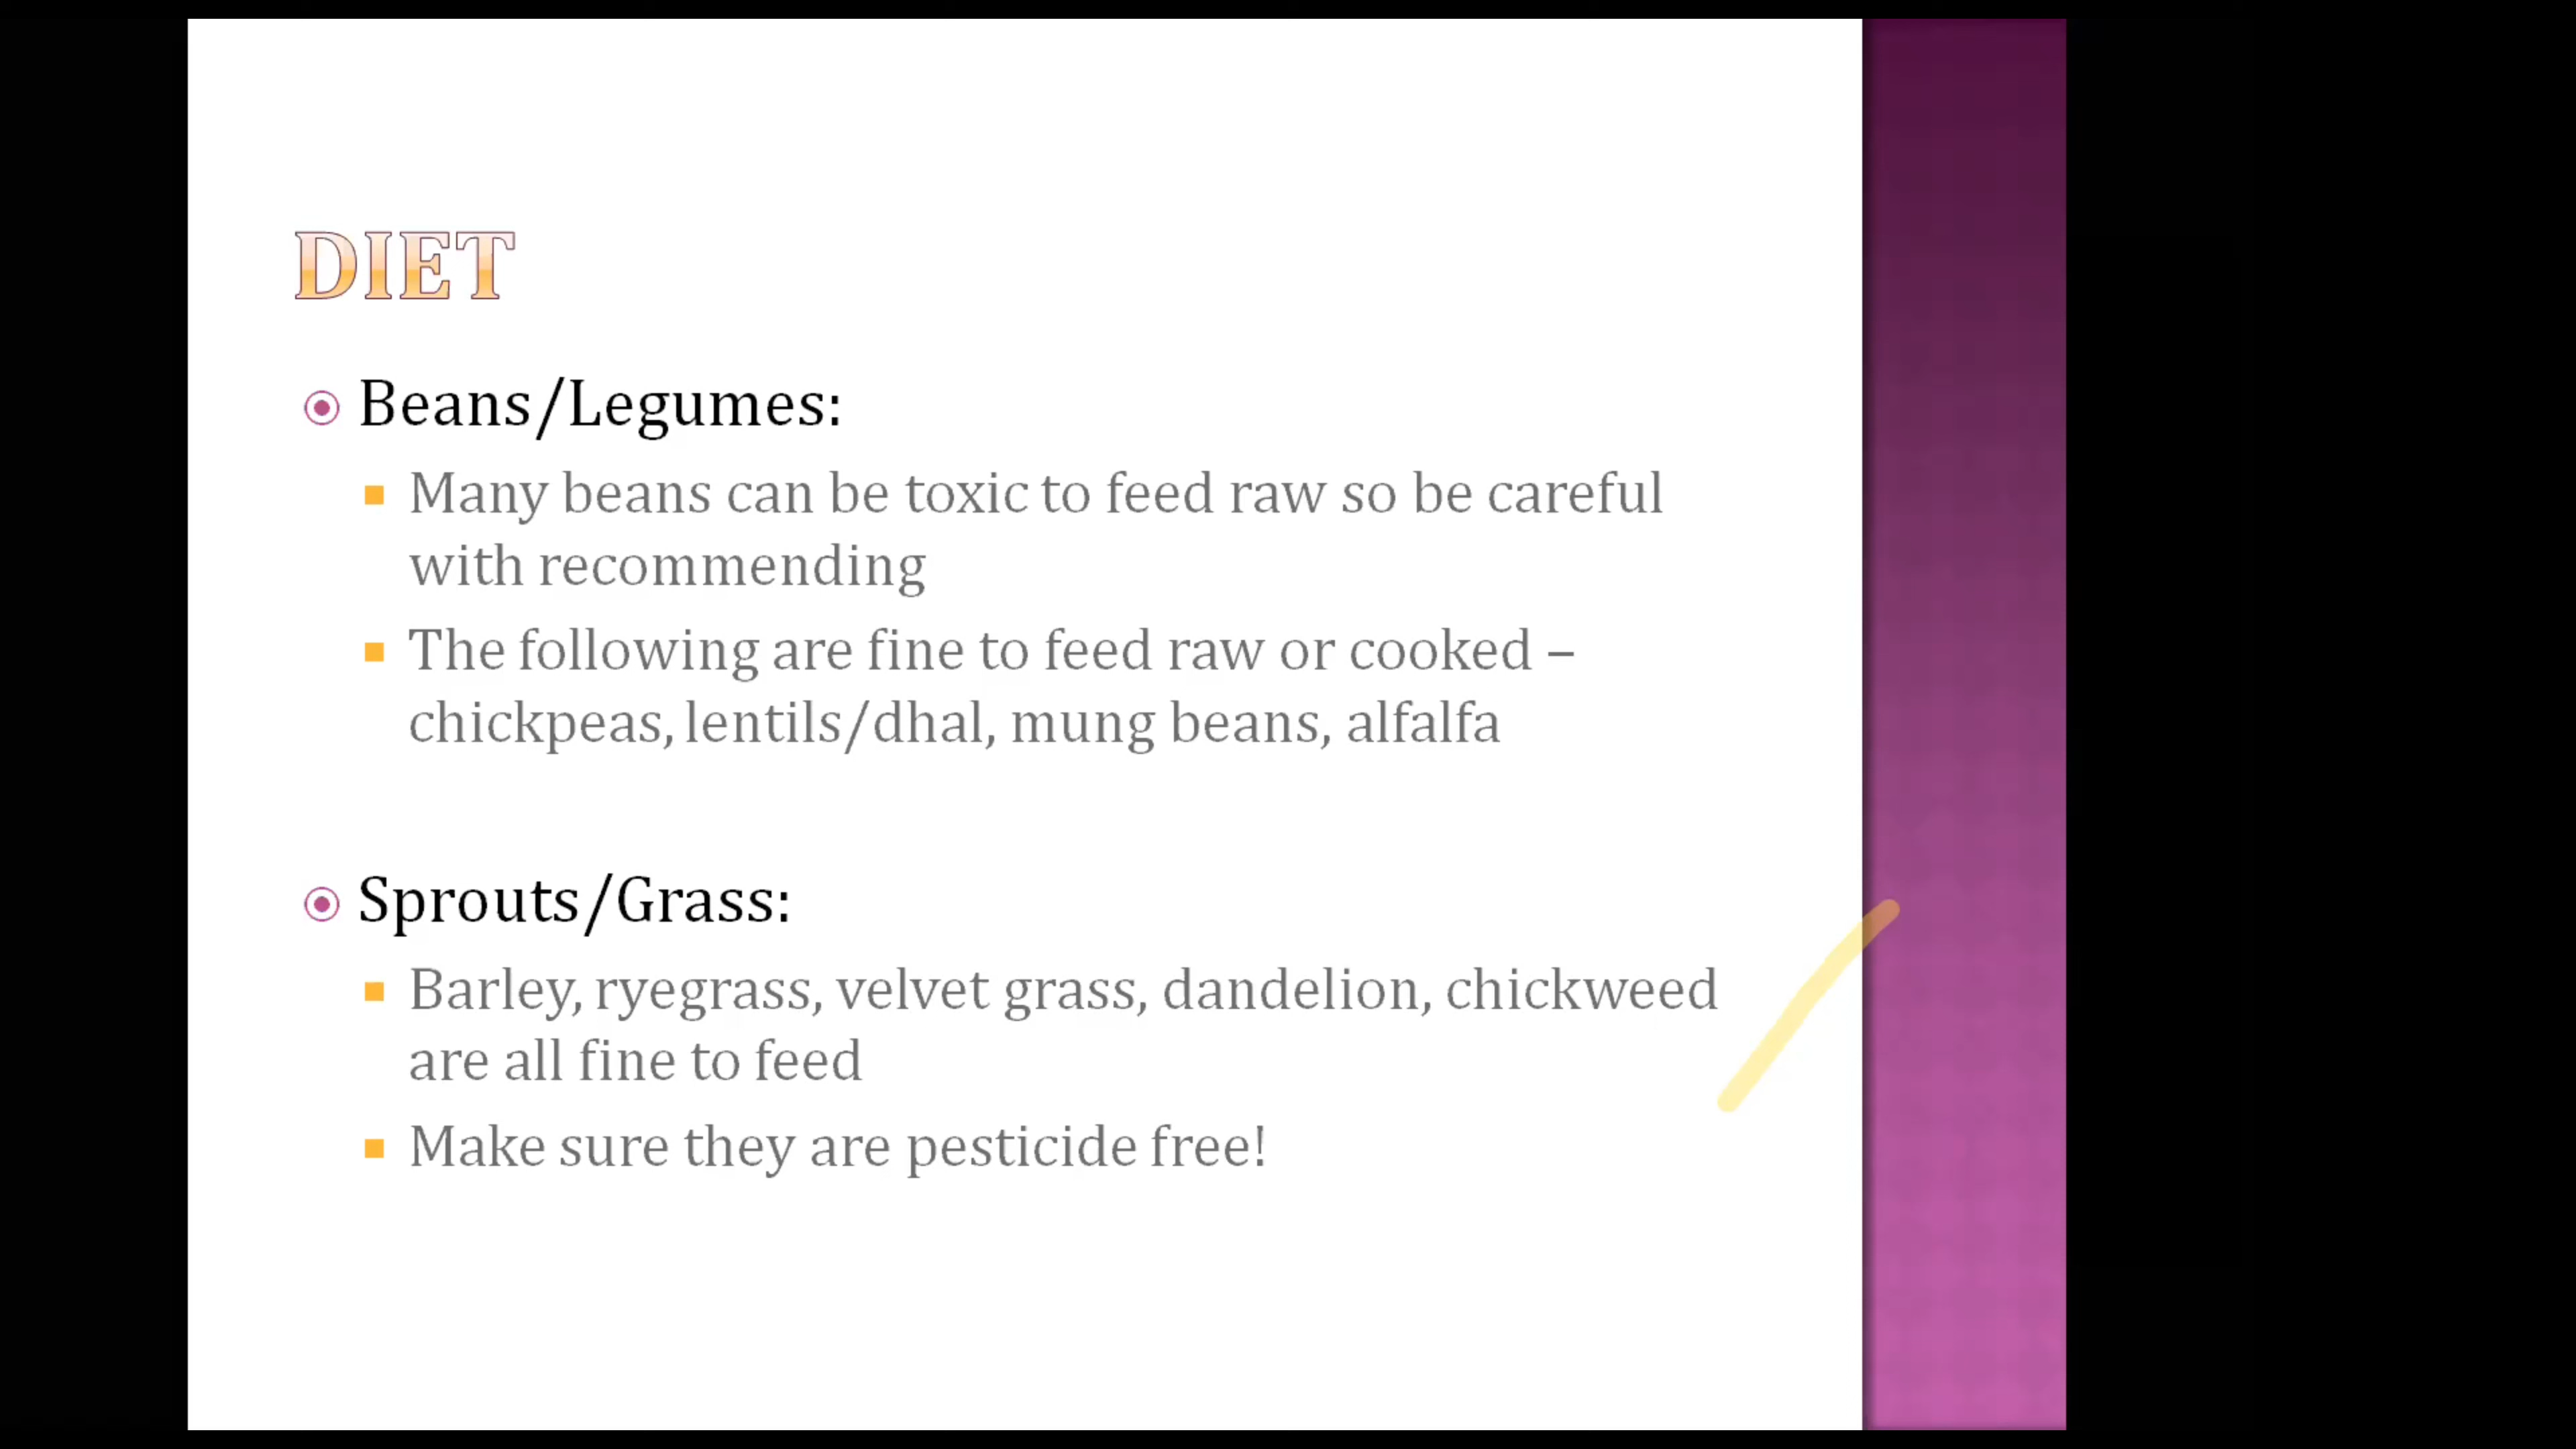 DIET
Beans/Legumes:
Many beans can be toxic to feed raw so be careful
with recommending
The following are fine to feed raw or cooked –
chickpeas, lentils/dhal, mung beans, alfalfa
Sprouts/Grass:
Barley, ryegrass, velvet grass, dandelion, chickweed
are all fine to feed
Make sure they are pesticide free!